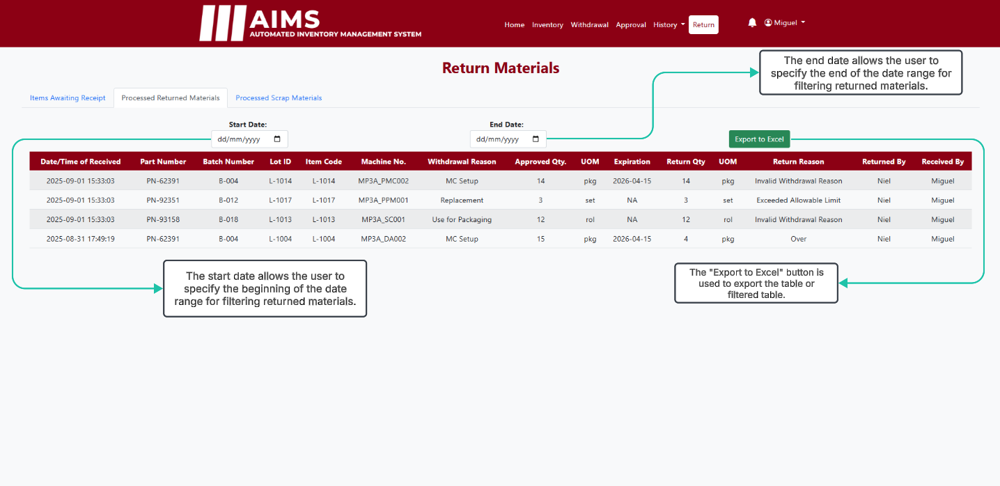 AIMS
AUTOMATED INVENTORY MANAGEMENT SYSTEM
Home Inventory Withdrawal Approval History Return Miguel
Return Materials
The end date allows the user to
specify the end of the date range for
filtering returned materials.
Items Awaiting Receipt Processed Returned Materials Processed Scrap Materials
Start Date: End Date:
dd/mm/yyyy dd/mm/yyyy Export to Excel
Date/Time of Received Part Number Batch Number Lot ID Item Code Machine No. Withdrawal Reason Approved Qty. UOM Expiration Return Qty UOM Return Reason Returned By Received By
2025-09-01 15:33:03 PN-62391 B-004 L-1014 L-1014 MP3A_PMC002 MC Setup 14 pkg 2026-04-15 14 pkg Invalid Withdrawal Reason Niel Miguel
2025-09-01 15:33:03 PN-92351 B-012 L-1017 L-1017 MP3A_PPM001 Replacement 3 set NA 3 set Exceeded Allowable Limit Niel Miguel
2025-09-01 15:33:03 PN-93158 B-018 L-1013 L-1013 MP3A_SC001 Use for Packaging 12 rol NA 12 rol Invalid Withdrawal Reason Niel Miguel
2025-08-31 17:49:19 PN-62391 B-004 L-1004 L-1004 MP3A_DA002 MC Setup 15 pkg 2026-04-15 4 pkg Over Niel Miguel
The start date allows the user to
specify the beginning of the date
range for filtering returned materials.
The "Export to Excel" button is
used to export the table or
filtered table.